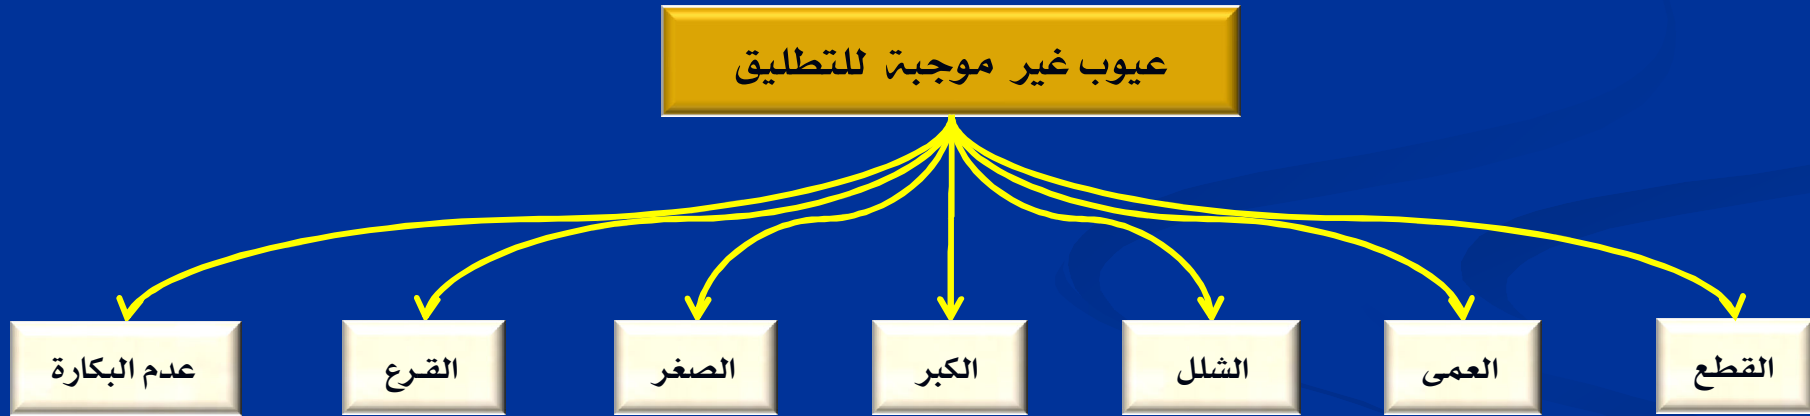 عيوب غير موجبة للتطليق
القطع
العمى
الشلل
الكبر
الصغر
القرع
عدم البكارة